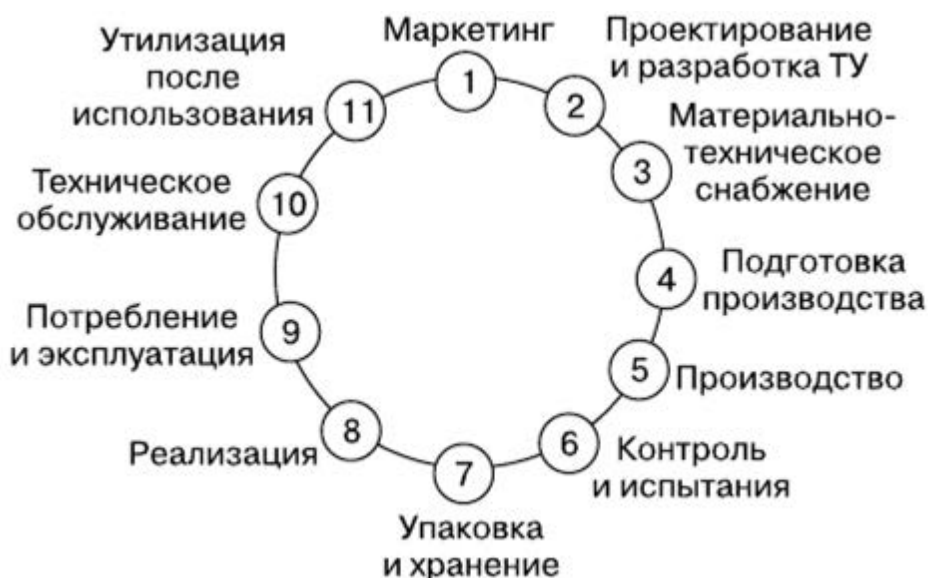 Маркетинг
1
Проектирование
и разработка ТУ
2
Материально-
техническое
снабжение
3
Подготовка
производства
4
Производство
5
Контроль
и испытания
6
Упаковка
и хранение
7
Реализация
8
Потребление
и эксплуатация
9
Техническое
обслуживание
10
Утилизация
после
использования
11